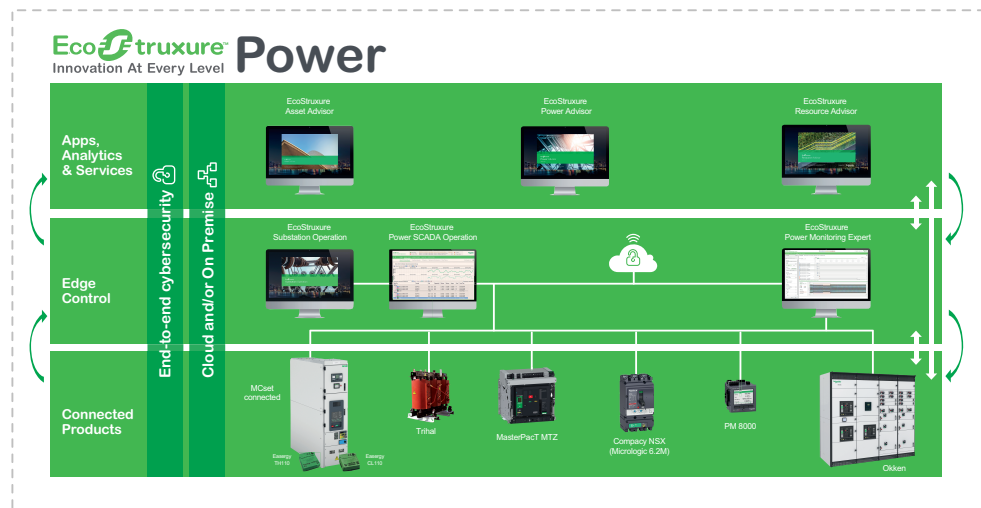 EcoStruxure™ Power
Innovation At Every Level
Apps,
Analytics
& Services
End-to-end cybersecurity
Cloud and/or On Premise
EcoStruxure
Asset Advisor
EcoStruxure
Power Advisor
EcoStruxure
Resource Advisor
Edge
Control
EcoStruxure
Substation Operation
EcoStruxure
Power SCADA Operation
EcoStruxure
Power Monitoring Expert
Connected
Products
MCset
connected
Easergy
TH110
Easergy
CL110
Trihal
MasterPacT MTZ
Compacy NSX
(Micrologic 6.2M)
PM 8000
Okken